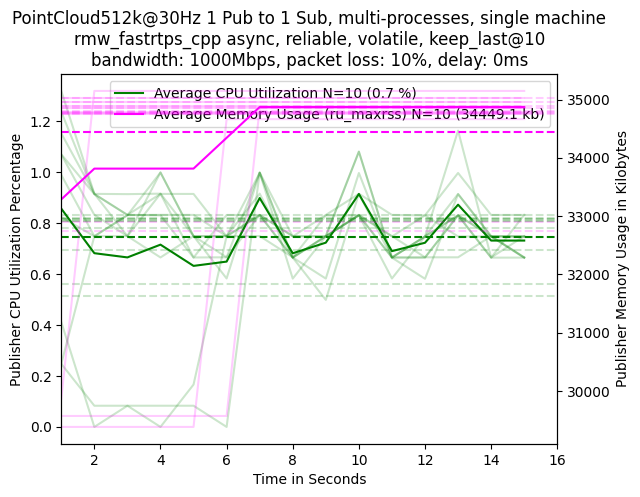 PointCloud512k@30Hz 1 Pub to 1 Sub, multi-processes, single machine
rmw_fastrtps_cpp async, reliable, volatile, keep_last@10
bandwidth: 1000Mbps, packet loss: 10%, delay: 0ms
Average CPU Utilization N=10 (0.7 %)
Average Memory Usage (ru_maxrss) N=10 (34449.1 kb)
Publisher CPU Utilization Percentage
1.2
1.0
0.8
0.6
0.4
0.2
0.0
35000
34000
33000
32000
31000
30000
Publisher Memory Usage in Kilobytes
2 4 6 8 10 12 14 16
Time in Seconds